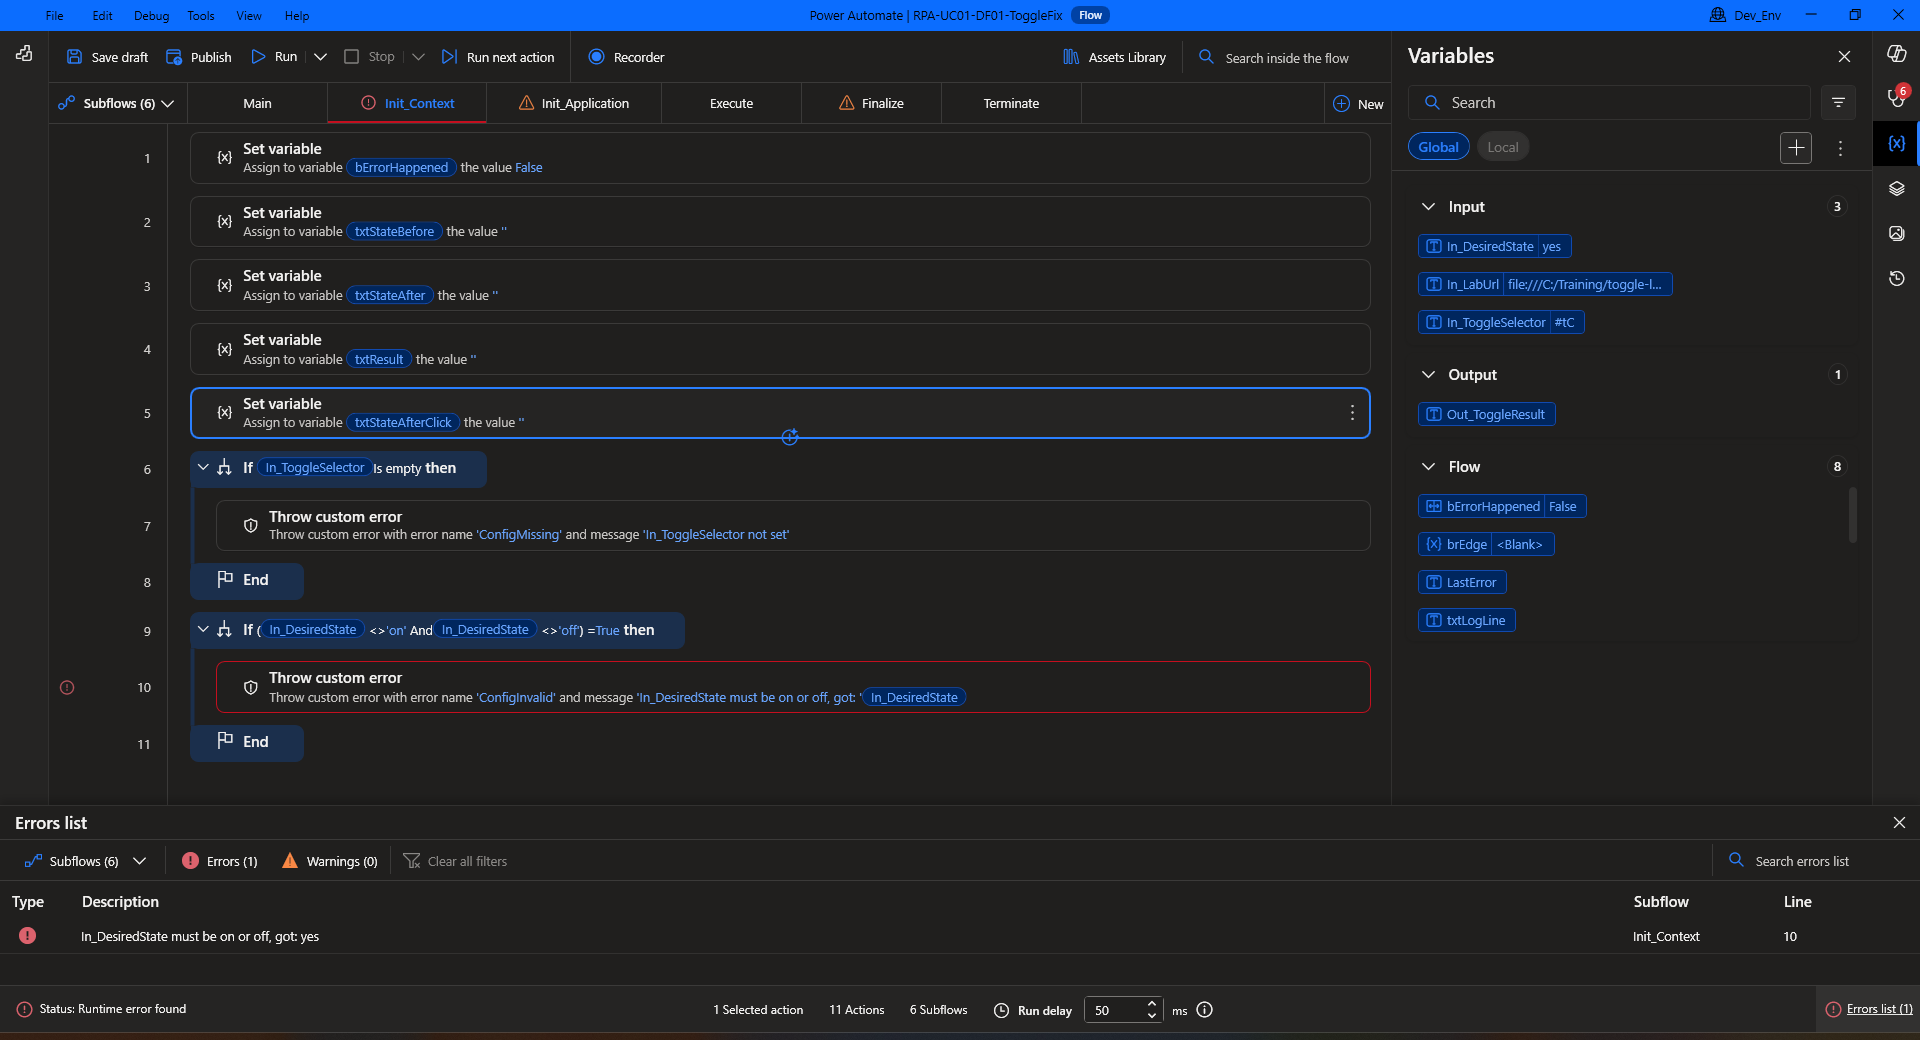 File Edit Debug Tools View Help
Power Automate | RPA-UC01-DF01-ToggleFix Flow
Dev_Env
Save draft Publish Run Stop Run next action Recorder Assets Library Search inside the flow
Subflows (6) Main Init_Context Init_Application Execute Finalize Terminate New
1 Set variable
Assign to variable bErrorHappened the value False
2 Set variable
Assign to variable txtStateBefore the value ''
3 Set variable
Assign to variable txtStateAfter the value ''
4 Set variable
Assign to variable txtResult the value ''
5 Set variable
Assign to variable txtStateAfterClick the value ''
6 If In_ToggleSelector Is empty then
7 Throw custom error
Throw custom error with error name 'ConfigMissing' and message 'In_ToggleSelector not set'
8 End
9 If ( In_DesiredState <>'on' And In_DesiredState <>'off') =True then
10 Throw custom error
Throw custom error with error name 'ConfigInvalid' and message 'In_DesiredState must be on or off, got: ' In_DesiredState
11 End
Variables
Search
Global Local
Input 3
In_DesiredState yes
In_LabUrl file:///C:/Training/toggle-l...
In_ToggleSelector #tC
Output 1
Out_ToggleResult
Flow 8
bErrorHappened False
{x} brEdge <Blank>
LastError
txtLogLine
6
{x}
Errors list
Subflows (6) Errors (1) Warnings (0) Clear all filters Search errors list
Type Description Subflow Line
In_DesiredState must be on or off, got: yes Init_Context 10
Status: Runtime error found 1 Selected action 11 Actions 6 Subflows Run delay 50 ms Errors list (1)